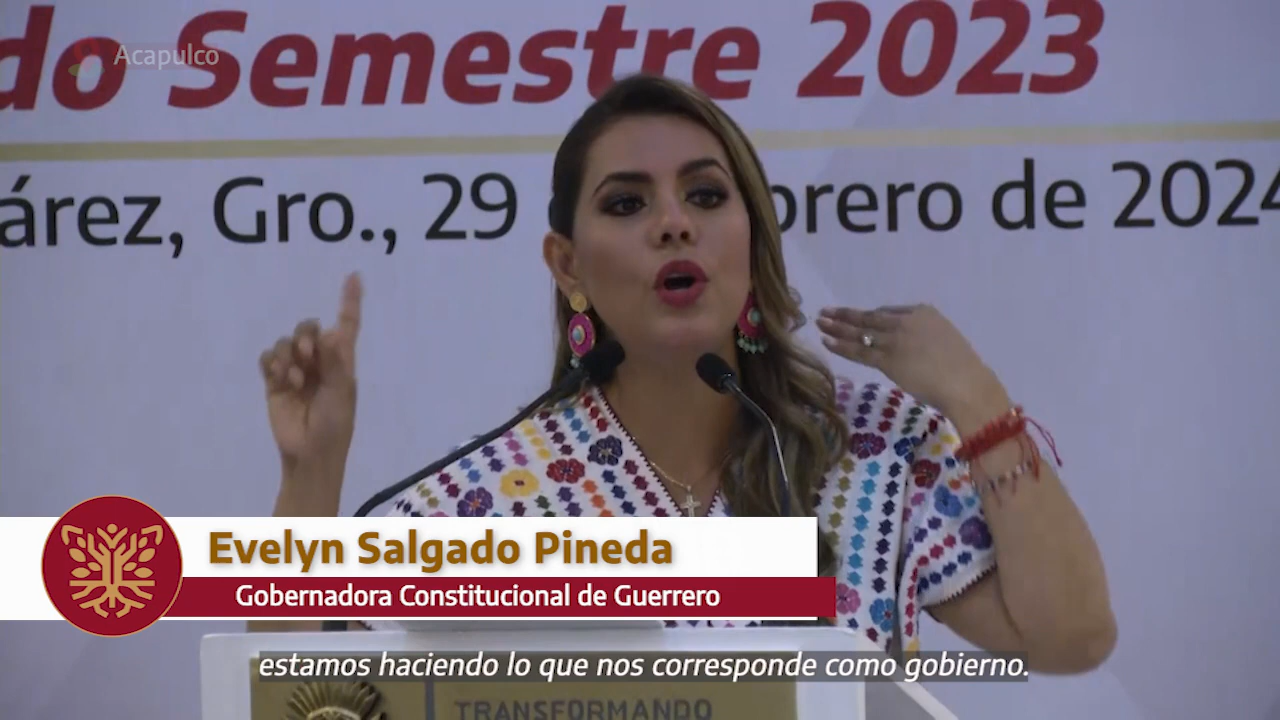 Acapulco
do Semestre 2023
árez, Gro., 29
brero de 2024
Evelyn Salgado Pineda
Gobernadora Constitucional de Guerrero
estamos haciendo lo que nos corresponde como gobierno.
TRANSFORMANDO